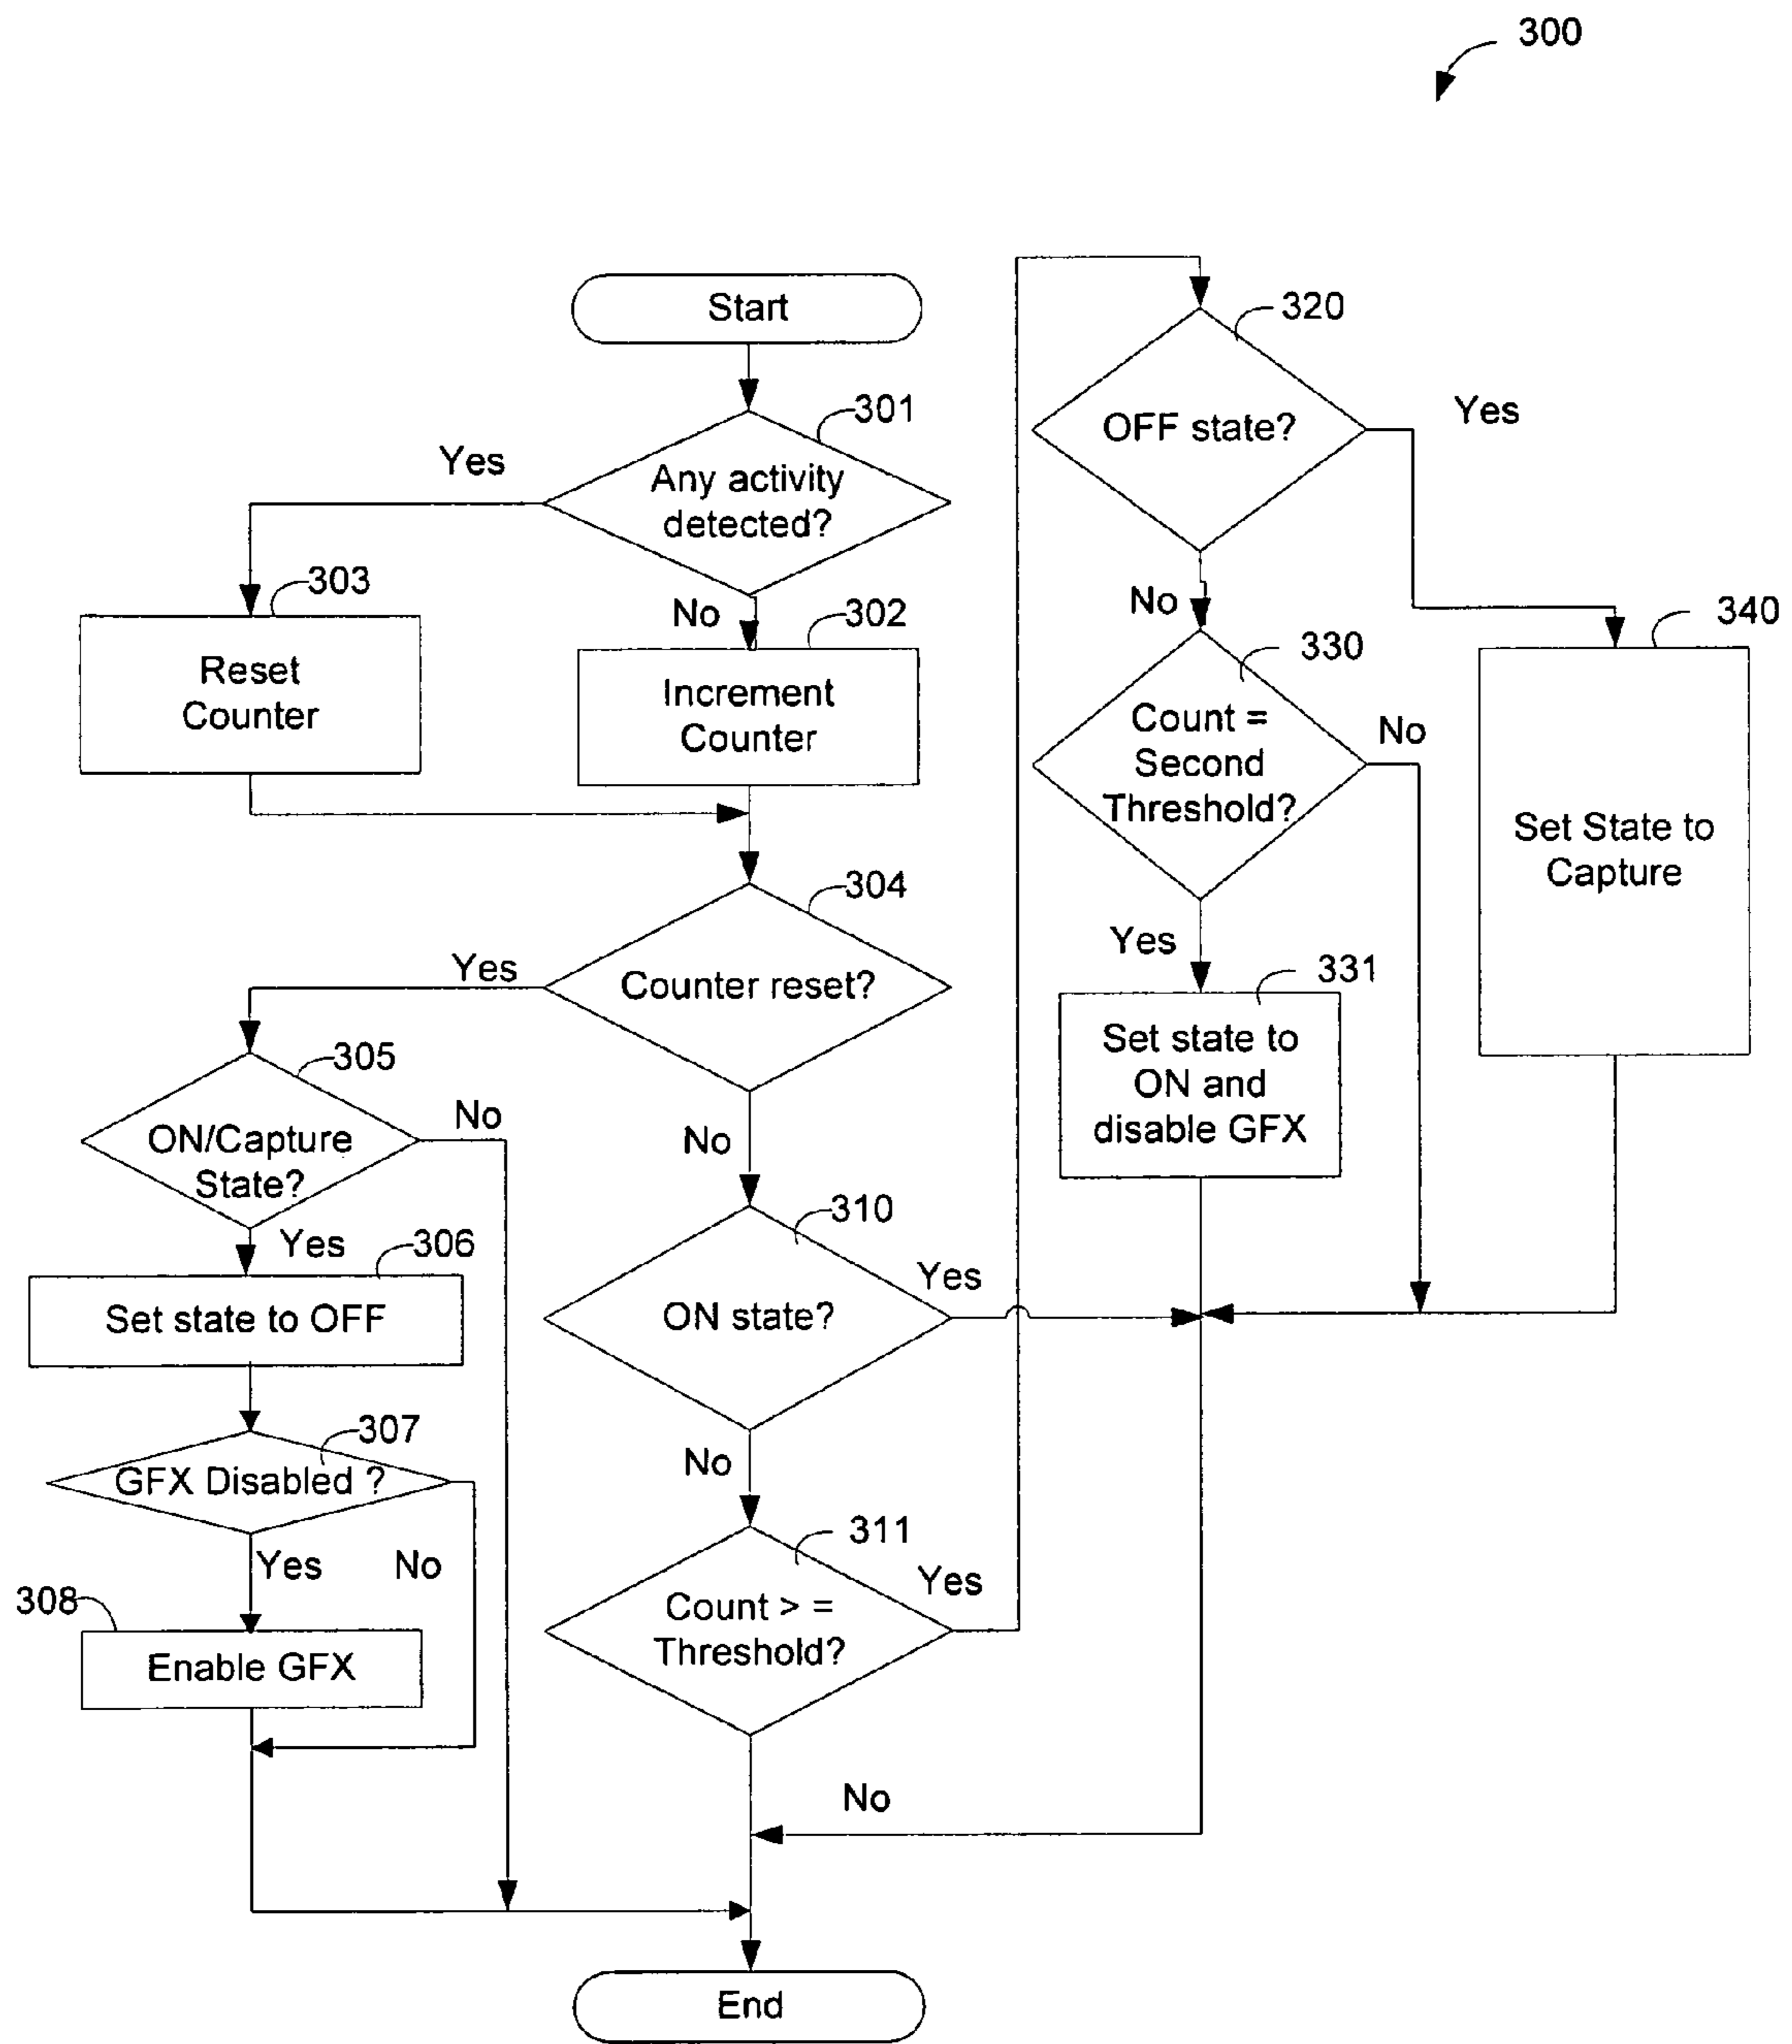 300
Start
301
Any activity
detected?
Yes
No
303
Reset
Counter
302
Increment
Counter
304
Counter reset?
Yes
No
305
ON/Capture
State?
No
Yes
306
Set state to OFF
307
GFX Disabled ?
Yes
No
308
Enable GFX
310
ON state?
Yes
No
311
Count > =
Threshold?
Yes
No
320
OFF state?
Yes
No
330
Count =
Second
Threshold?
No
Yes
331
Set state to
ON and
disable GFX
340
Set State to
Capture
End